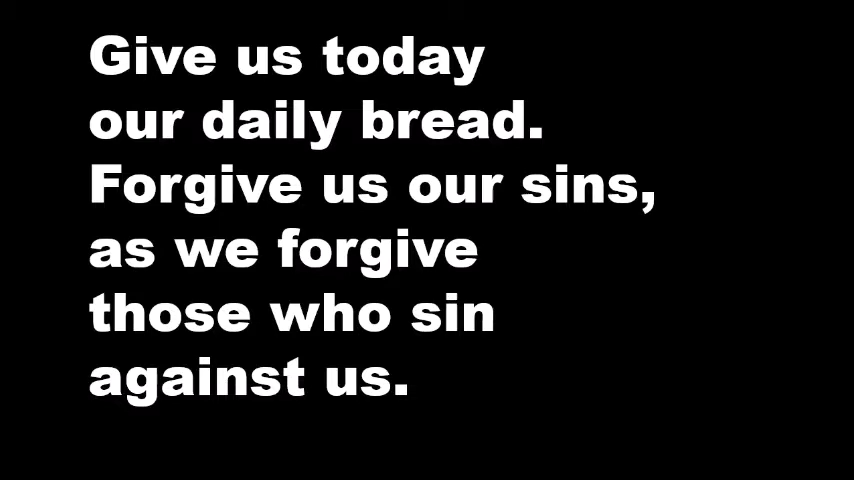 Give us today
our daily bread.
Forgive us our sins,
as we forgive
those who sin
against us.